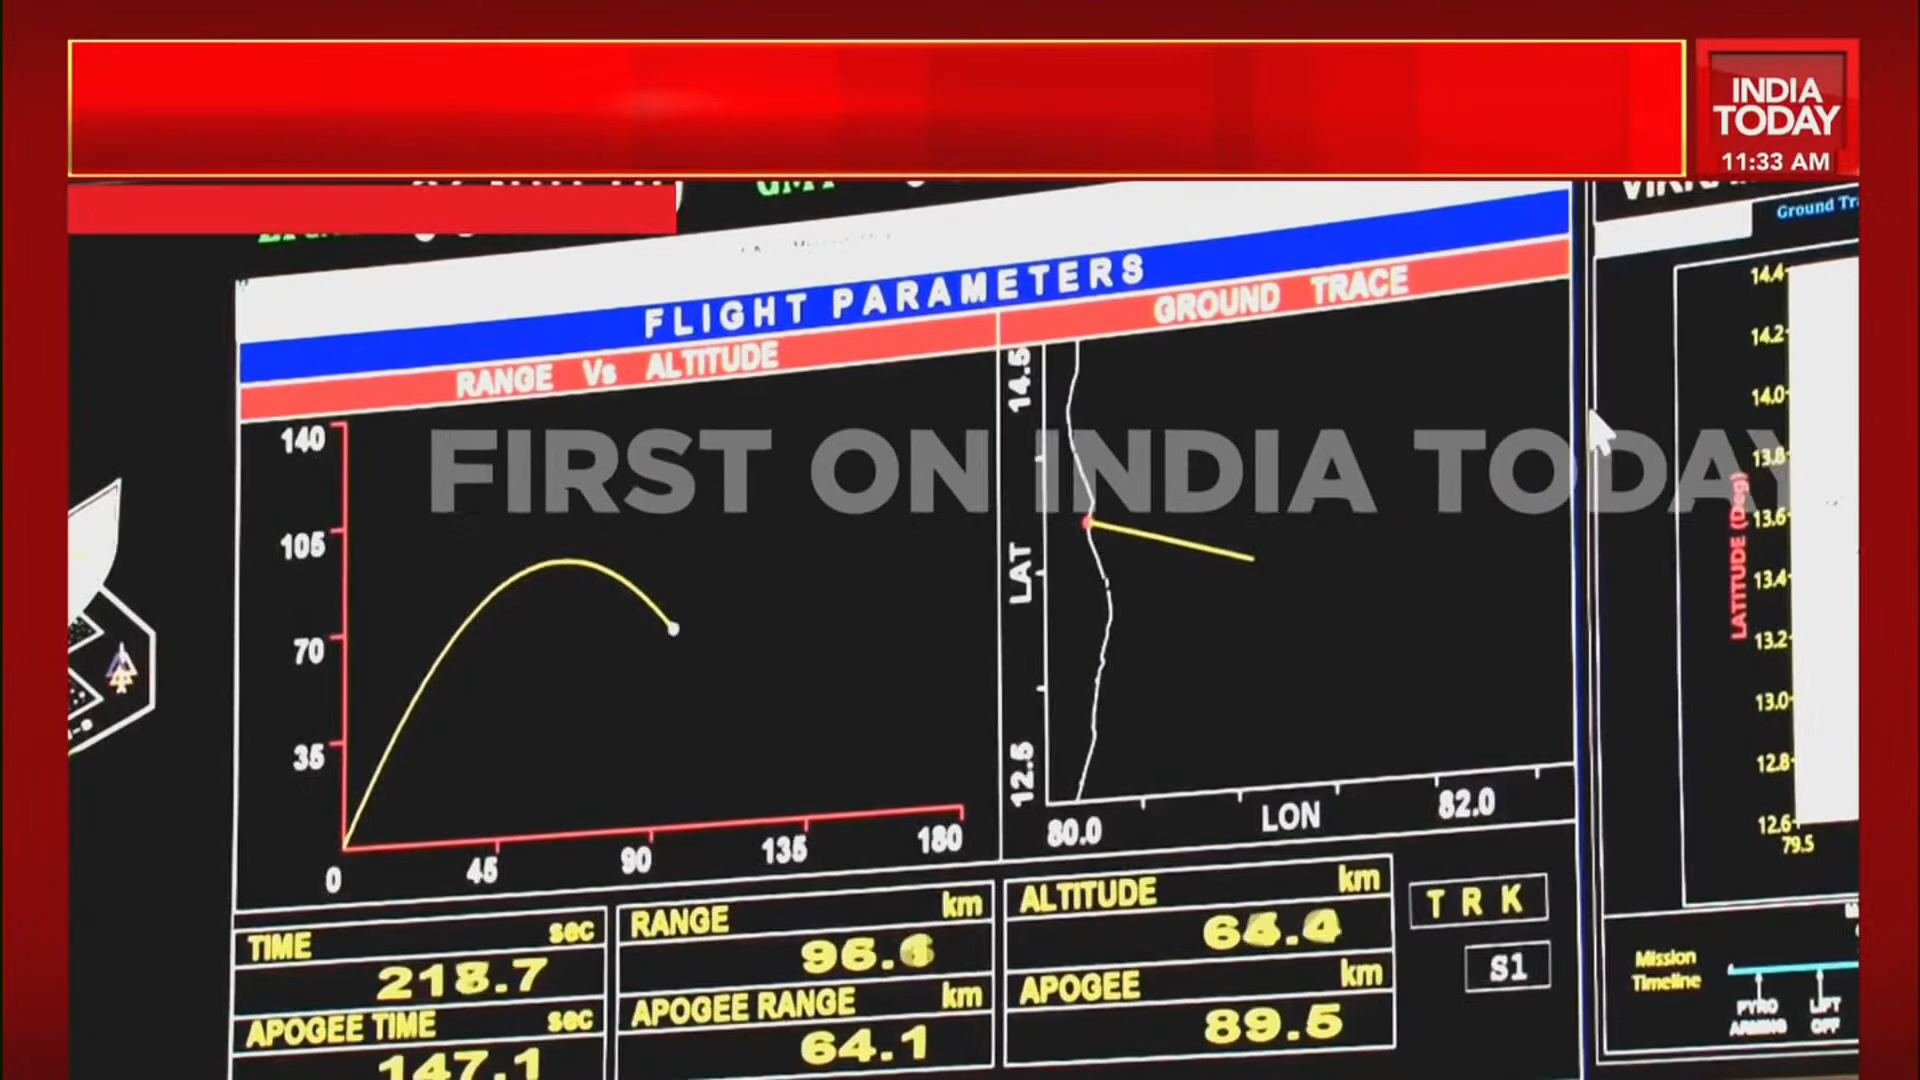 INDIA
TODAY
11:33 AM
Ground
FLIGHT PARAMETERS
RANGE Vs ALTITUDE
GROUND TRACE
FIRST ON INDIA TODAY
140
105
70
35
0
45
90
135
180
14.5
LAT
12.5
80.0
LON
82.0
14.4
14.2
14.0
13.8
13.6
13.4
13.2
13.0
12.8
12.6
79.5
LATITUDE (Deg)
TIME sec
218.7
APOGEE TIME sec
147.1
RANGE km
APOGEE RANGE km
64.1
ALTITUDE km
APOGEE km
89.5
TRK
S1
Mission
Timeline
PYRO
ARMING
LIFT
OFF